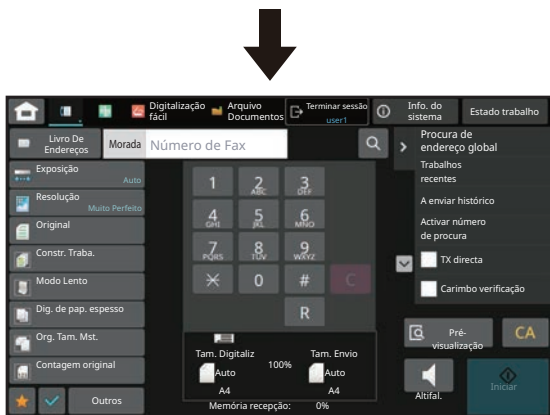 Digitalização
fácil
Arquivo
Documentos
Terminar sessão
user1
Info. do
sistema
Estado trabalho
Livro De
Endereços
Morada
Número de Fax
Procura de
endereço global
Trabalhos
recentes
A enviar histórico
Activar número
de procura
TX directa
Carimbo verificação
Exposição
Auto
Resolução
Muito Perfeito
Original
Constr. Traba.
Modo Lento
Dig. de pap. espesso
Org. Tam. Mst.
Contagem original
Outros
1
2 ABC
3 DEF
4 GHI
5 JKL
6 MNO
7 PQRS
8 TUV
9 WXYZ
0
#
C
R
Tam. Digitaliz
100%
Tam. Envio
Auto
Auto
A4
A4
Memória recepção: 0%
Pré-
visualização
CA
Altifal.
Iniciar